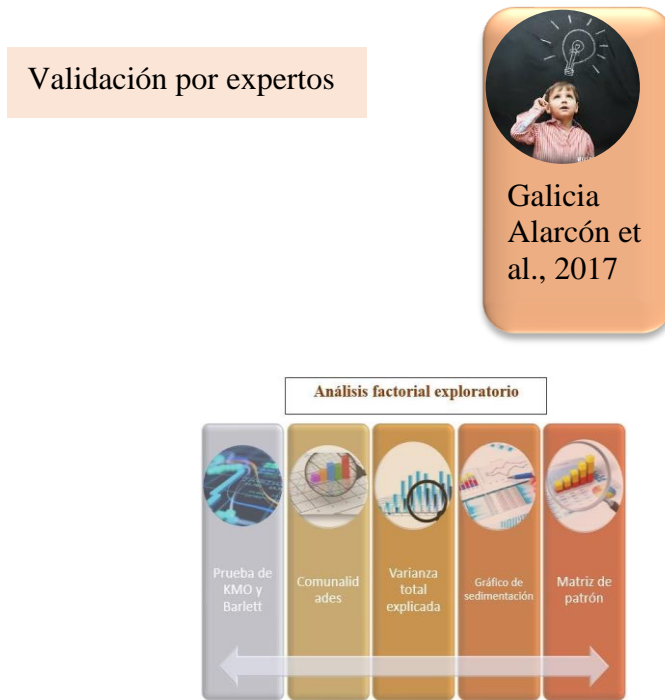 Validación por expertos
Galicia
Alarcón et
al., 2017
Análisis factorial exploratorio
Prueba de
KMO y
Barlett
Comunalid
ades
Varianza
total
explicada
Gráfico de
sedimentación
Matriz de
patrón